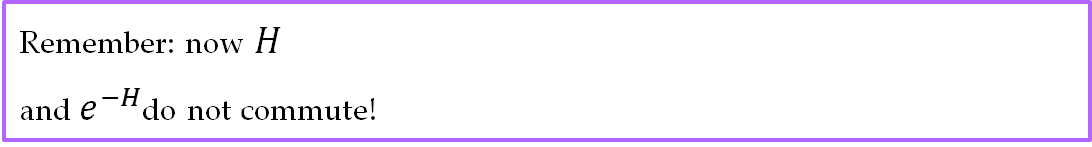 Remember: now H
and e^{-H} do not commute!